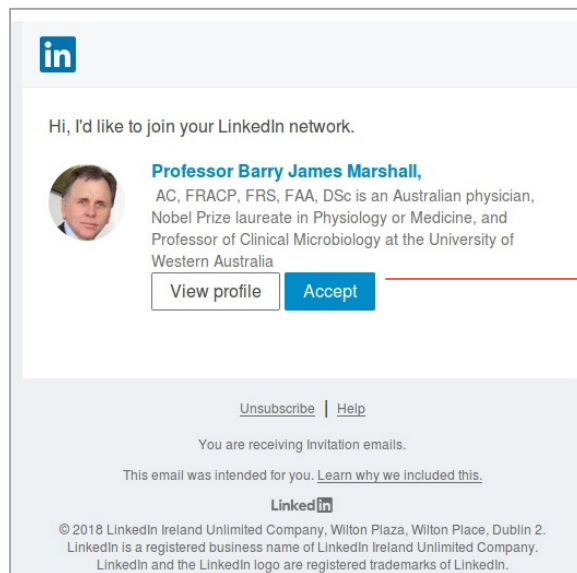 in
Hi, I'd like to join your LinkedIn network.
Professor Barry James Marshall,
AC, FRACP, FRS, FAA, DSc is an Australian physician,
Nobel Prize laureate in Physiology or Medicine, and
Professor of Clinical Microbiology at the University of
Western Australia
View profile Accept
Unsubscribe | Help
You are receiving Invitation emails.
This email was intended for you. Learn why we included this.
Linked in
© 2018 LinkedIn Ireland Unlimited Company, Wilton Plaza, Wilton Place, Dublin 2.
LinkedIn is a registered business name of LinkedIn Ireland Unlimited Company.
LinkedIn and the LinkedIn logo are registered trademarks of LinkedIn.